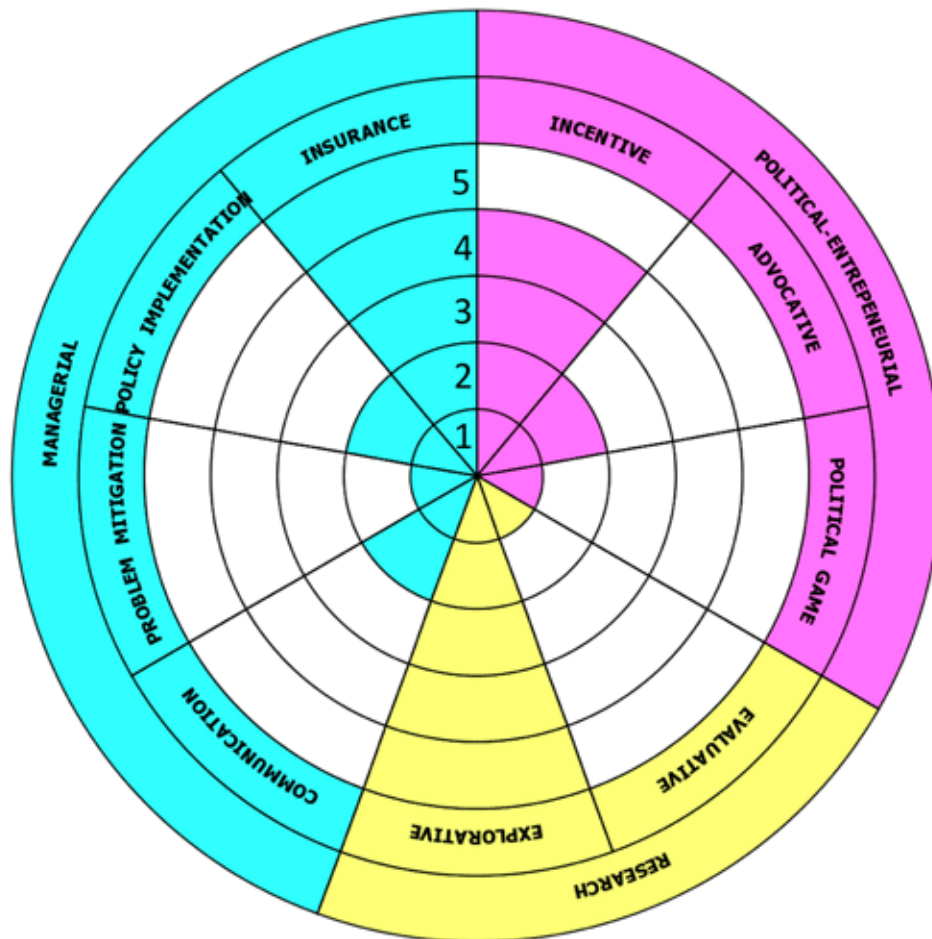 MANAGERIAL
POLITICAL-ENTREPENEURIAL
RESEARCH
INSURANCE
INCENTIVE
ADVOCATIVE
POLITICAL GAME
EVALUATIVE
EXPLORATIVE
COMMUNICATION
PROBLEM MITIGATION
POLICY IMPLEMENTATION
5
4
3
2
1